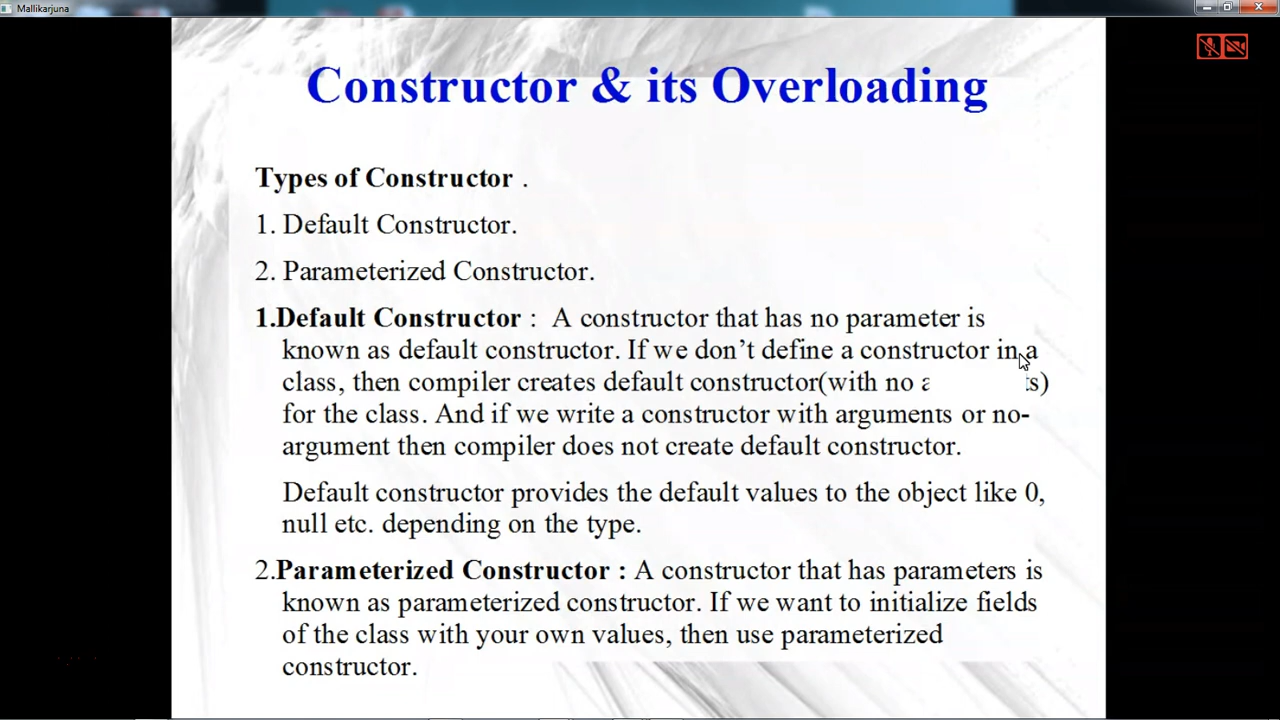 Mallikarjuna
Constructor & its Overloading
Types of Constructor .
1. Default Constructor.
2. Parameterized Constructor.
1.Default Constructor : A constructor that has no parameter is
known as default constructor. If we don’t define a constructor in a
class, then compiler creates default constructor(with no
for the class. And if we write a constructor with arguments or no-
argument then compiler does not create default constructor.
Default constructor provides the default values to the object like 0,
null etc. depending on the type.
2.Parameterized Constructor : A constructor that has parameters is
known as parameterized constructor. If we want to initialize fields
of the class with your own values, then use parameterized
constructor.